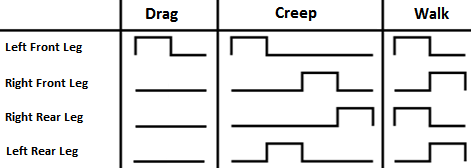 Drag Creep Walk
Left Front Leg
Right Front Leg
Right Rear Leg
Left Rear Leg